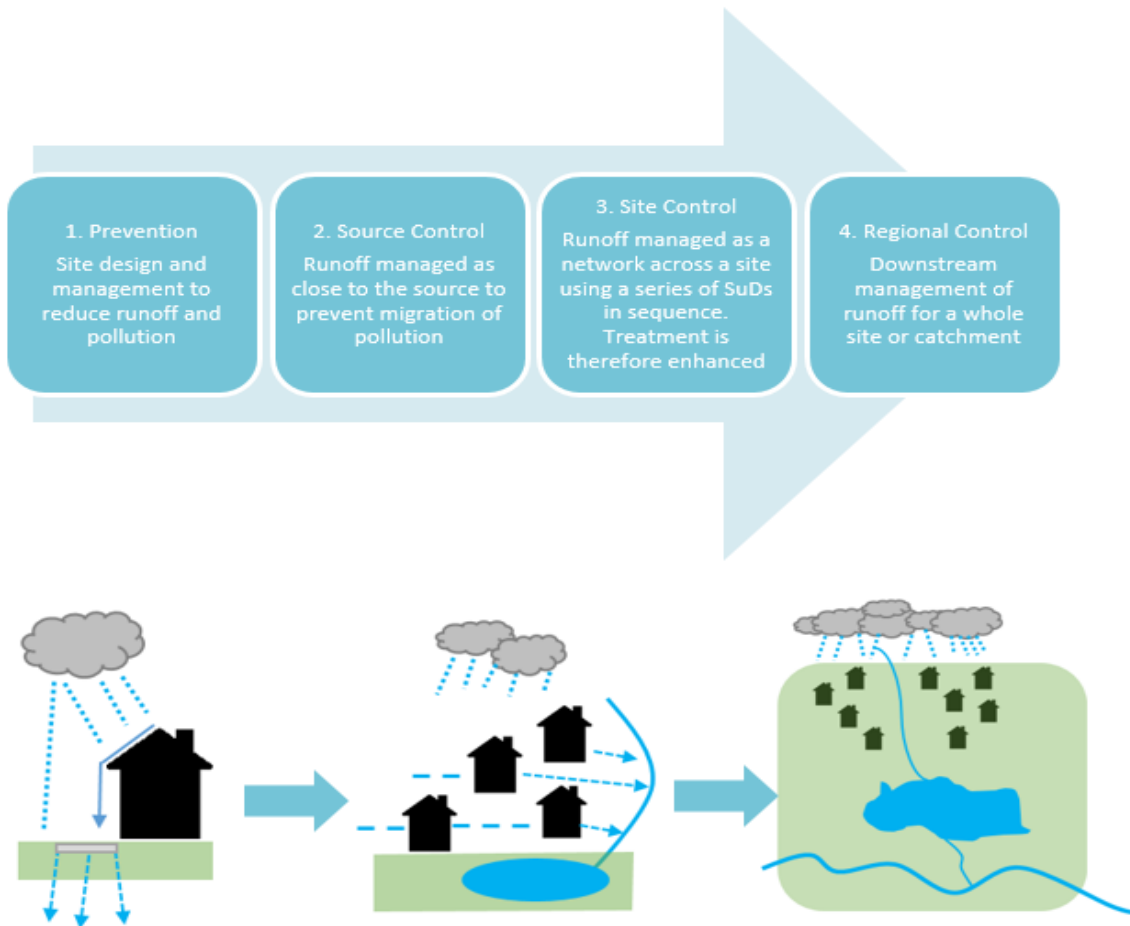 1. Prevention
Site design and
management to
reduce runoff and
pollution
2. Source Control
Runoff managed as
close to the source to
prevent migration of
pollution
3. Site Control
Runoff managed as a
network across a site
using a series of SuDs
in sequence.
Treatment is
therefore enhanced
4. Regional Control
Downstream
management of
runoff for a whole
site or catchment